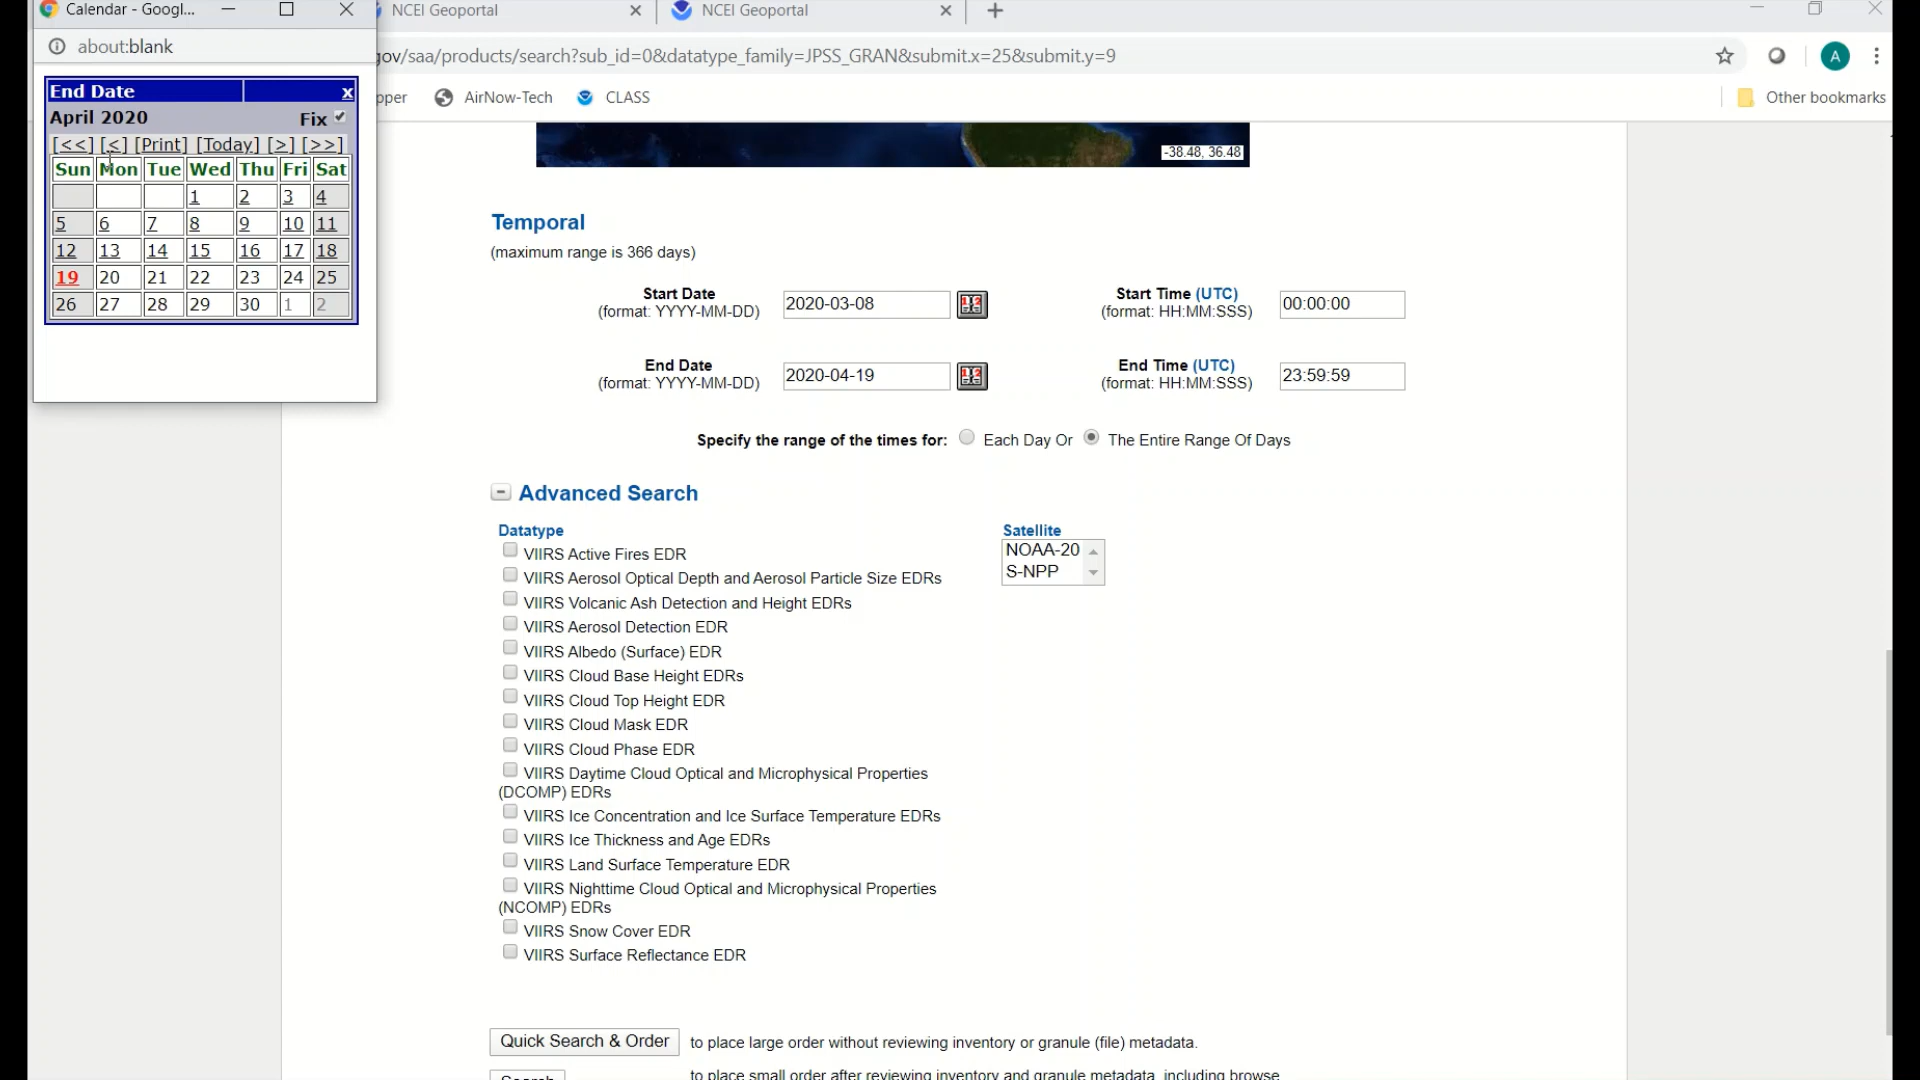 Calendar - Googl...
NCEI Geoportal
NCEI Geoportal
about:blank
gov/saa/products/search?sub_id=0&datatype_family=JPSS_GRAN&submit.x=25&submit.y=9
A
pper
AirNow-Tech
CLASS
Other bookmarks
End Date x
April 2020 Fix
[<<] [<] [Print] [Today] [>] [>>]
Sun Mon Tue Wed Thu Fri Sat
1 2 3 4
5 6 7 8 9 10 11
12 13 14 15 16 17 18
19 20 21 22 23 24 25
26 27 28 29 30 1 2
-38.48, 36.48
Temporal
(maximum range is 366 days)
Start Date
(format: YYYY-MM-DD)
2020-03-08
Start Time (UTC)
(format: HH:MM:SSS)
00:00:00
End Date
(format: YYYY-MM-DD)
2020-04-19
End Time (UTC)
(format: HH:MM:SSS)
23:59:59
Specify the range of the times for: Each Day Or The Entire Range Of Days
Advanced Search
Datatype
VIIRS Active Fires EDR
VIIRS Aerosol Optical Depth and Aerosol Particle Size EDRs
VIIRS Volcanic Ash Detection and Height EDRs
VIIRS Aerosol Detection EDR
VIIRS Albedo (Surface) EDR
VIIRS Cloud Base Height EDRs
VIIRS Cloud Top Height EDR
VIIRS Cloud Mask EDR
VIIRS Cloud Phase EDR
VIIRS Daytime Cloud Optical and Microphysical Properties
(DCOMP) EDRs
VIIRS Ice Concentration and Ice Surface Temperature EDRs
VIIRS Ice Thickness and Age EDRs
VIIRS Land Surface Temperature EDR
VIIRS Nighttime Cloud Optical and Microphysical Properties
(NCOMP) EDRs
VIIRS Snow Cover EDR
VIIRS Surface Reflectance EDR
Satellite
NOAA-20
S-NPP
Quick Search & Order
to place large order without reviewing inventory or granule (file) metadata.
Search
to place small order after reviewing inventory and granule metadata, including browse